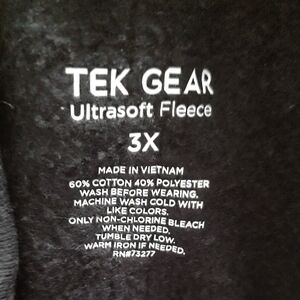 TEK GEAR
Ultrasoft Fleece
3X
MADE IN VIETNAM
60% COTTON 40% POLYESTER
WASH BEFORE WEARING.
MACHINE WASH COLD WITH
LIKE COLORS.
ONLY NON-CHLORINE BLEACH
WHEN NEEDED.
TUMBLE DRY LOW.
WARM IRON IF NEEDED.
RN#73277